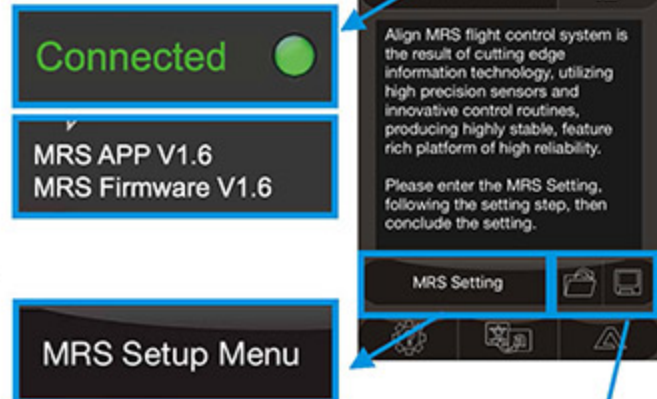 Connected
MRS APP V1.6
MRS Firmware V1.6
MRS Setup Menu
Align MRS flight control system is
the result of cutting edge
information technology, utilizing
high precision sensors and
innovative control routines,
producing highly stable, feature
rich platform of high reliability.
Please enter the MRS Setting,
following the setting step, then
conclude the setting.
MRS Setting